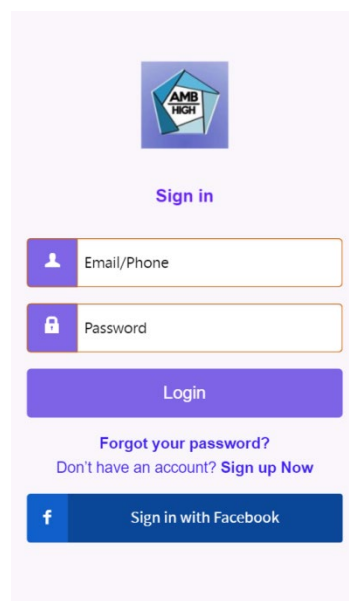 AMB
HIGH
Sign in
Email/Phone
Password
Login
Forgot your password?
Don't have an account? Sign up Now
f Sign in with Facebook